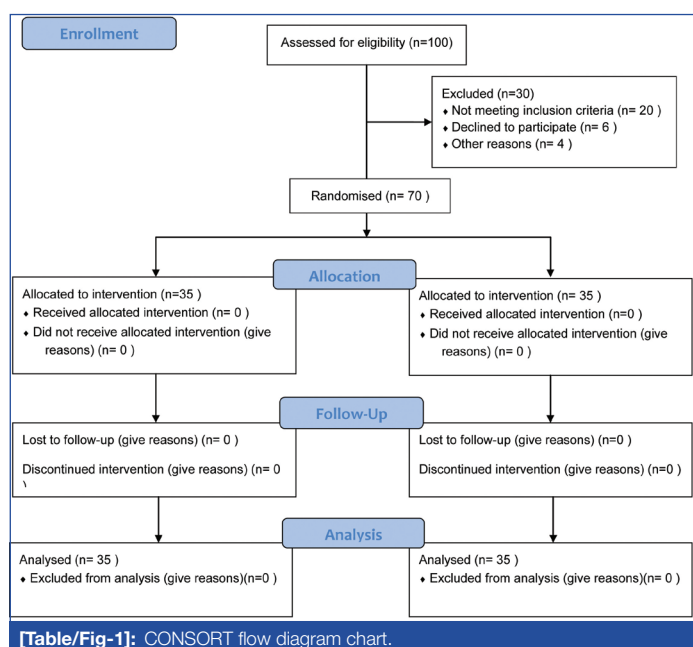 Enrollment
Assessed for eligibility (n=100)
Excluded (n=30)
♦ Not meeting inclusion criteria (n= 20 )
♦ Declined to participate (n= 6 )
♦ Other reasons (n= 4 )
Randomised (n= 70 )
Allocation
Allocated to intervention (n=35 )
♦ Received allocated intervention (n= 0 )
♦ Did not receive allocated intervention (give
reasons) (n= 0 )
Allocated to intervention (n= 35 )
♦ Received allocated intervention (n=0 )
♦ Did not receive allocated intervention (give
reasons) (n= 0 )
Follow-Up
Lost to follow-up (give reasons) (n= 0 )
Discontinued intervention (give reasons) (n= 0
)
Lost to follow-up (give reasons) (n=0 )
Discontinued intervention (give reasons) (n=0 )
Analysis
Analysed (n= 35 )
♦ Excluded from analysis (give reasons)(n=0 )
Analysed (n= 35 )
♦ Excluded from analysis (give reasons)(n= 0 )
[Table/Fig-1]: CONSORT flow diagram chart.